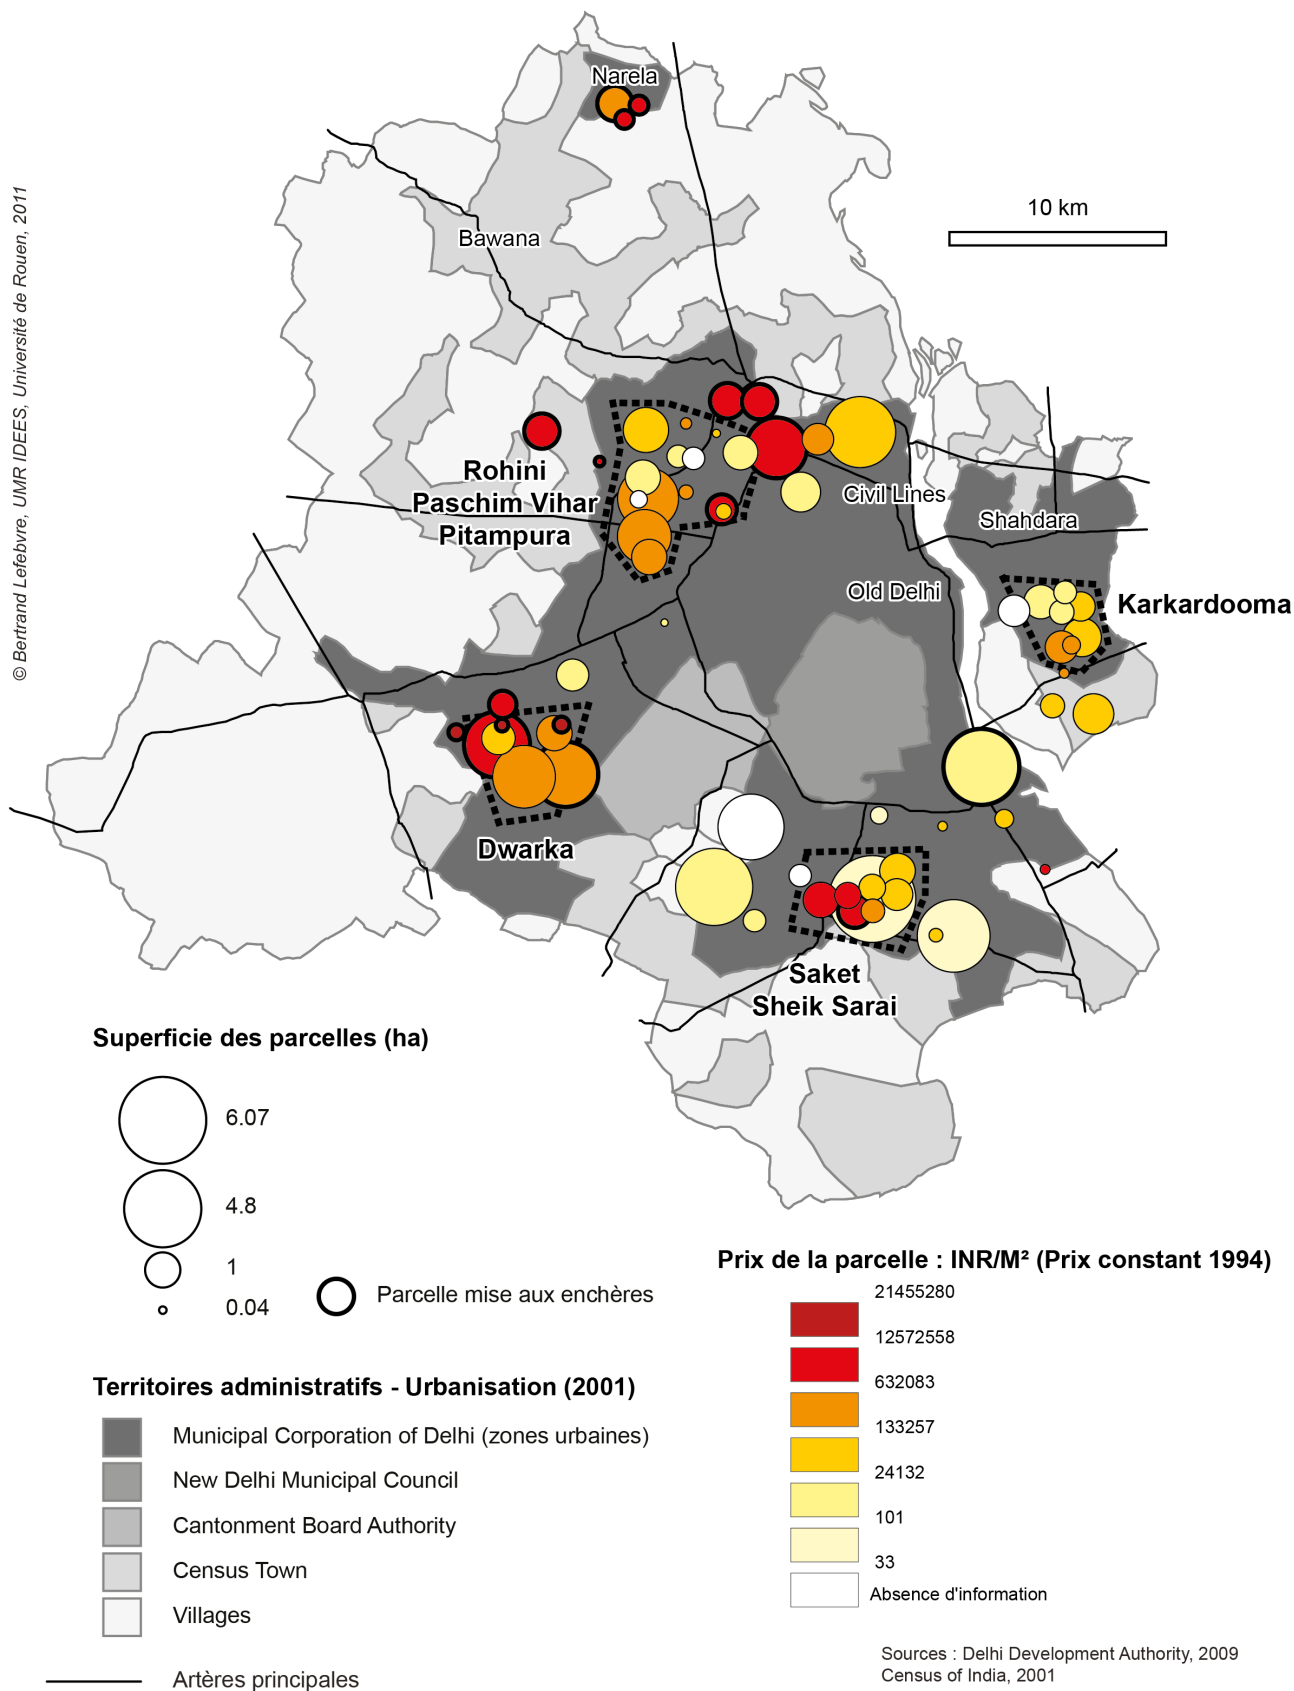 Narela
© Bertrand Lefebvre, UMR IDEES, Université de Rouen, 2011
10 km
Bawana
Rohini
Paschim Vihar
Pitampura
Civil Lines
Shahdara
Old Delhi
Karkardooma
Dwarka
Saket
Sheik Sarai
Superficie des parcelles (ha)
6.07
4.8
1
0.04
Parcelle mise aux enchères
Territoires administratifs - Urbanisation (2001)
Municipal Corporation of Delhi (zones urbaines)
New Delhi Municipal Council
Cantonment Board Authority
Census Town
Villages
Artères principales
Prix de la parcelle : INR/M² (Prix constant 1994)
21455280
12572558
632083
133257
24132
101
33
Absence d'information
Sources : Delhi Development Authority, 2009
Census of India, 2001